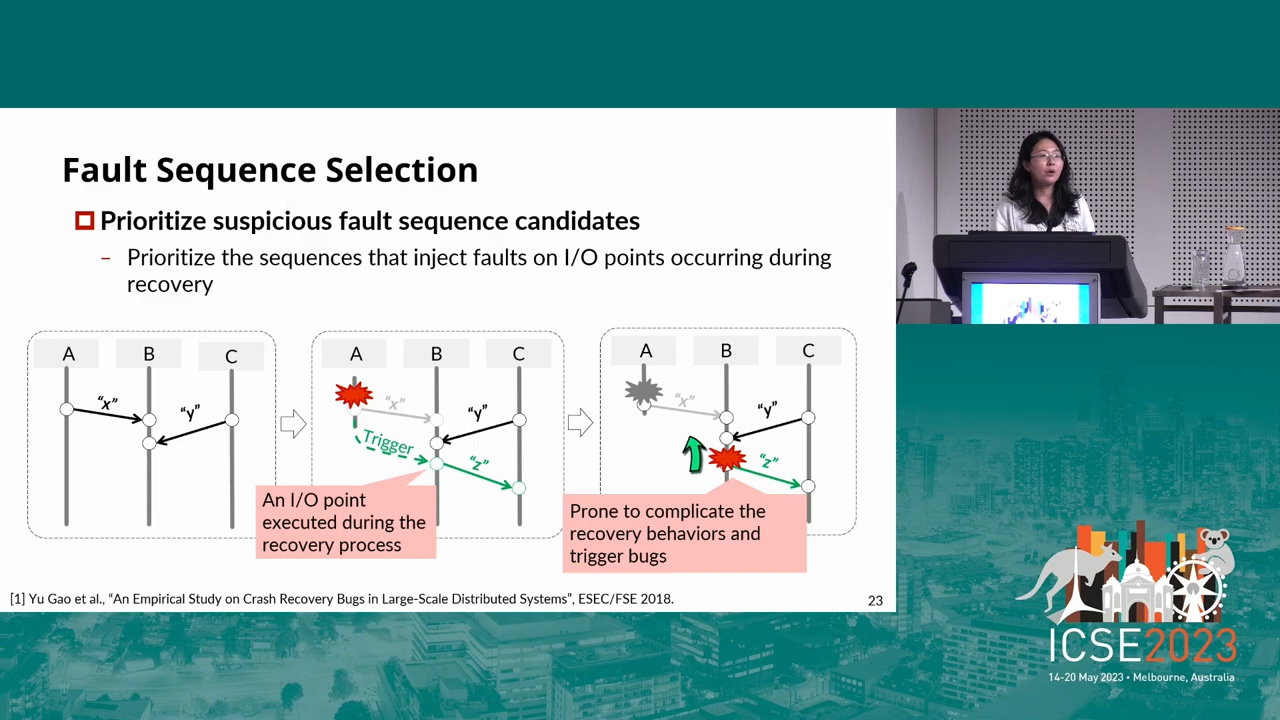 Fault Sequence Selection
Prioritize suspicious fault sequence candidates
– Prioritize the sequences that inject faults on I/O points occurring during
recovery
A B C
"x" "y"
A B C
"x" "y"
Trigger
"z"
An I/O point
executed during the
recovery process
A B C
"x" "y"
"z"
Prone to complicate the
recovery behaviors and
trigger bugs
[1] Yu Gao et al., “An Empirical Study on Crash Recovery Bugs in Large-Scale Distributed Systems”, ESEC/FSE 2018.
23
ICSE2023
14-20 May 2023 • Melbourne, Australia